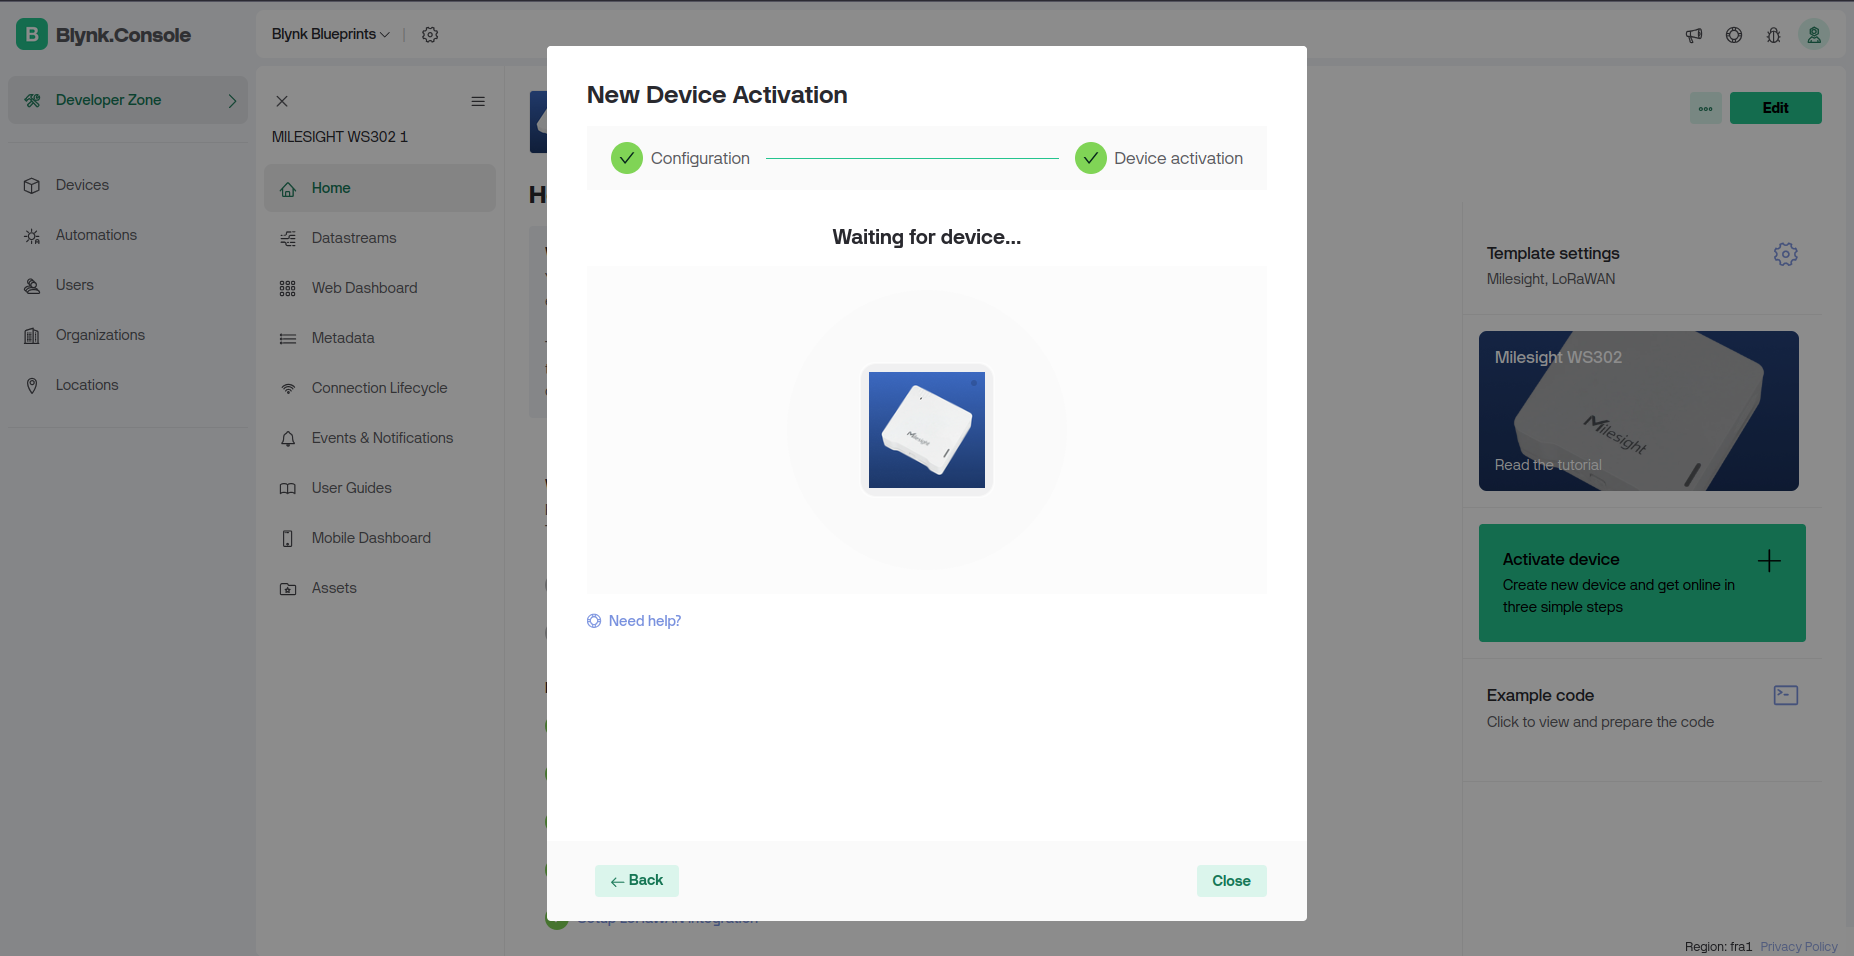 B Blynk.Console
Blynk Blueprints
Developer Zone
Devices
Automations
Users
Organizations
Locations
MILESIGHT WS302 1
Home
Datastreams
Web Dashboard
Metadata
Connection Lifecycle
Events & Notifications
User Guides
Mobile Dashboard
Assets
H
New Device Activation
Configuration
Device activation
Waiting for device...
Milesight
Need help?
Back
Close
Edit
Template settings
Milesight, LoRaWAN
Milesight WS302
Milesight
Read the tutorial
Activate device
Create new device and get online in
three simple steps
Example code
Click to view and prepare the code
Region: fra1 Privacy Policy